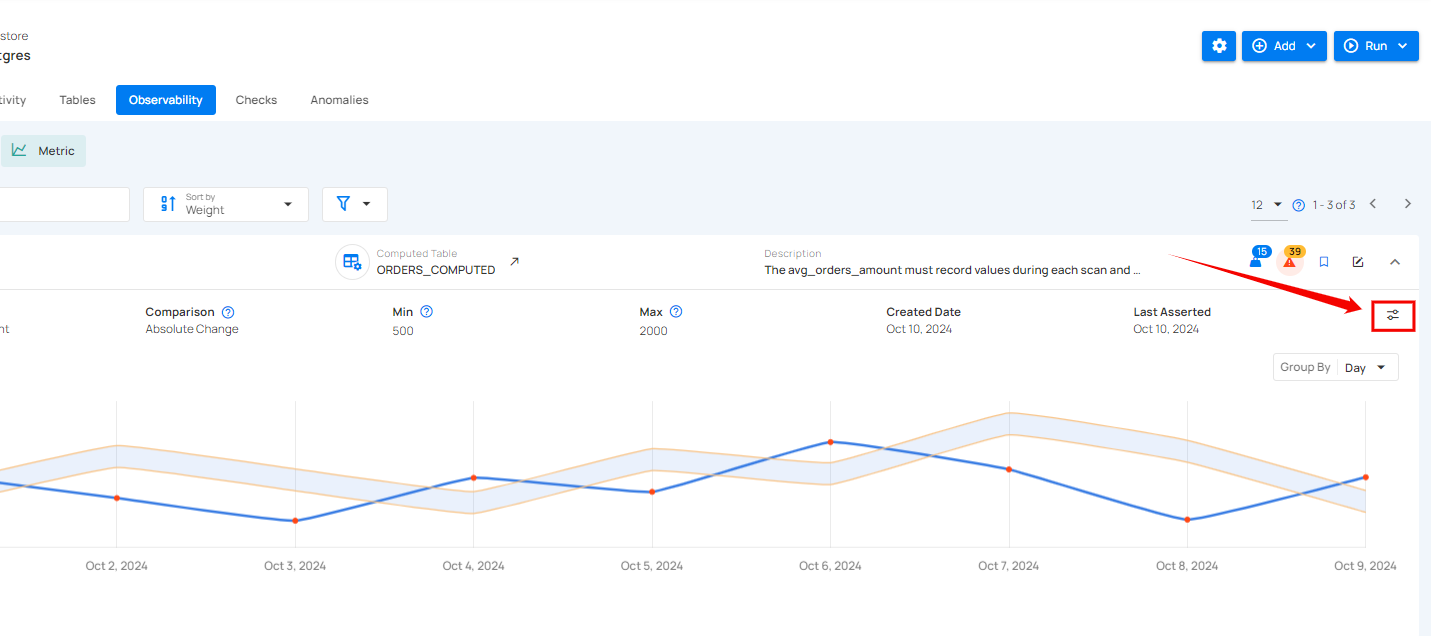 store
tgres
Add
Run
tivity
Tables
Observability
Checks
Anomalies
Metric
Sort by
Weight
12
1 - 3 of 3
Computed Table
ORDERS_COMPUTED
Description
The avg_orders_amount must record values during each scan and ...
15
39
nt
Comparison
Absolute Change
Min
500
Max
2000
Created Date
Oct 10, 2024
Last Asserted
Oct 10, 2024
Group By Day
Oct 2, 2024
Oct 3, 2024
Oct 4, 2024
Oct 5, 2024
Oct 6, 2024
Oct 7, 2024
Oct 8, 2024
Oct 9, 2024